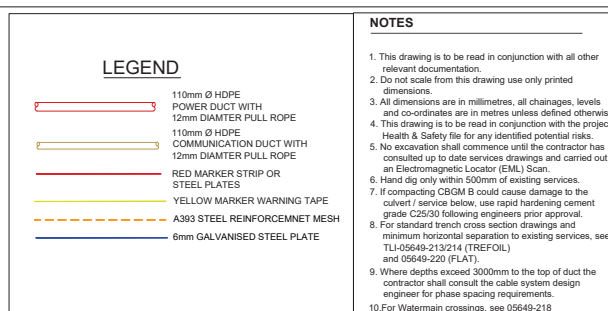 LEGEND
110mm Ø HDPE
POWER DUCT WITH
12mm DIAMTER PULL ROPE
110mm Ø HDPE
COMMUNICATION DUCT WITH
12mm DIAMTER PULL ROPE
RED MARKER STRIP OR
STEEL PLATES
YELLOW MARKER WARNING TAPE
A393 STEEL REINFORCEMNET MESH
6mm GALVANISED STEEL PLATE
NOTES
1. This drawing is to be read in conjunction with all other
relevant documentation.
2. Do not scale from this drawing use only printed
dimensions.
3. All dimensions are in millimetres, all chainages, levels
and co-ordinates are in metres unless defined otherwis
4. This drawing is to be read in conjunction with the projec
Health & Safety file for any identified potential risks.
5. No excavation shall commence until the contractor has
consulted up to date services drawings and carried out
an Electromagnetic Locator (EML) Scan.
6. Hand dig only within 500mm of existing services.
7. If compacting CBGM B could cause damage to the
culvert / service below, use rapid hardening cement
grade C25/30 following engineers prior approval.
8. For standard trench cross section drawings and
minimum horizontal separation to existing services, see
TLI-05649-213/214 (TREFOIL)
and 05649-220 (FLAT).
9. Where depths exceed 3000mm to the top of duct the
contractor shall consult the cable system design
engineer for phase spacing requirements.
10.For Watermain crossings, see 05649-218